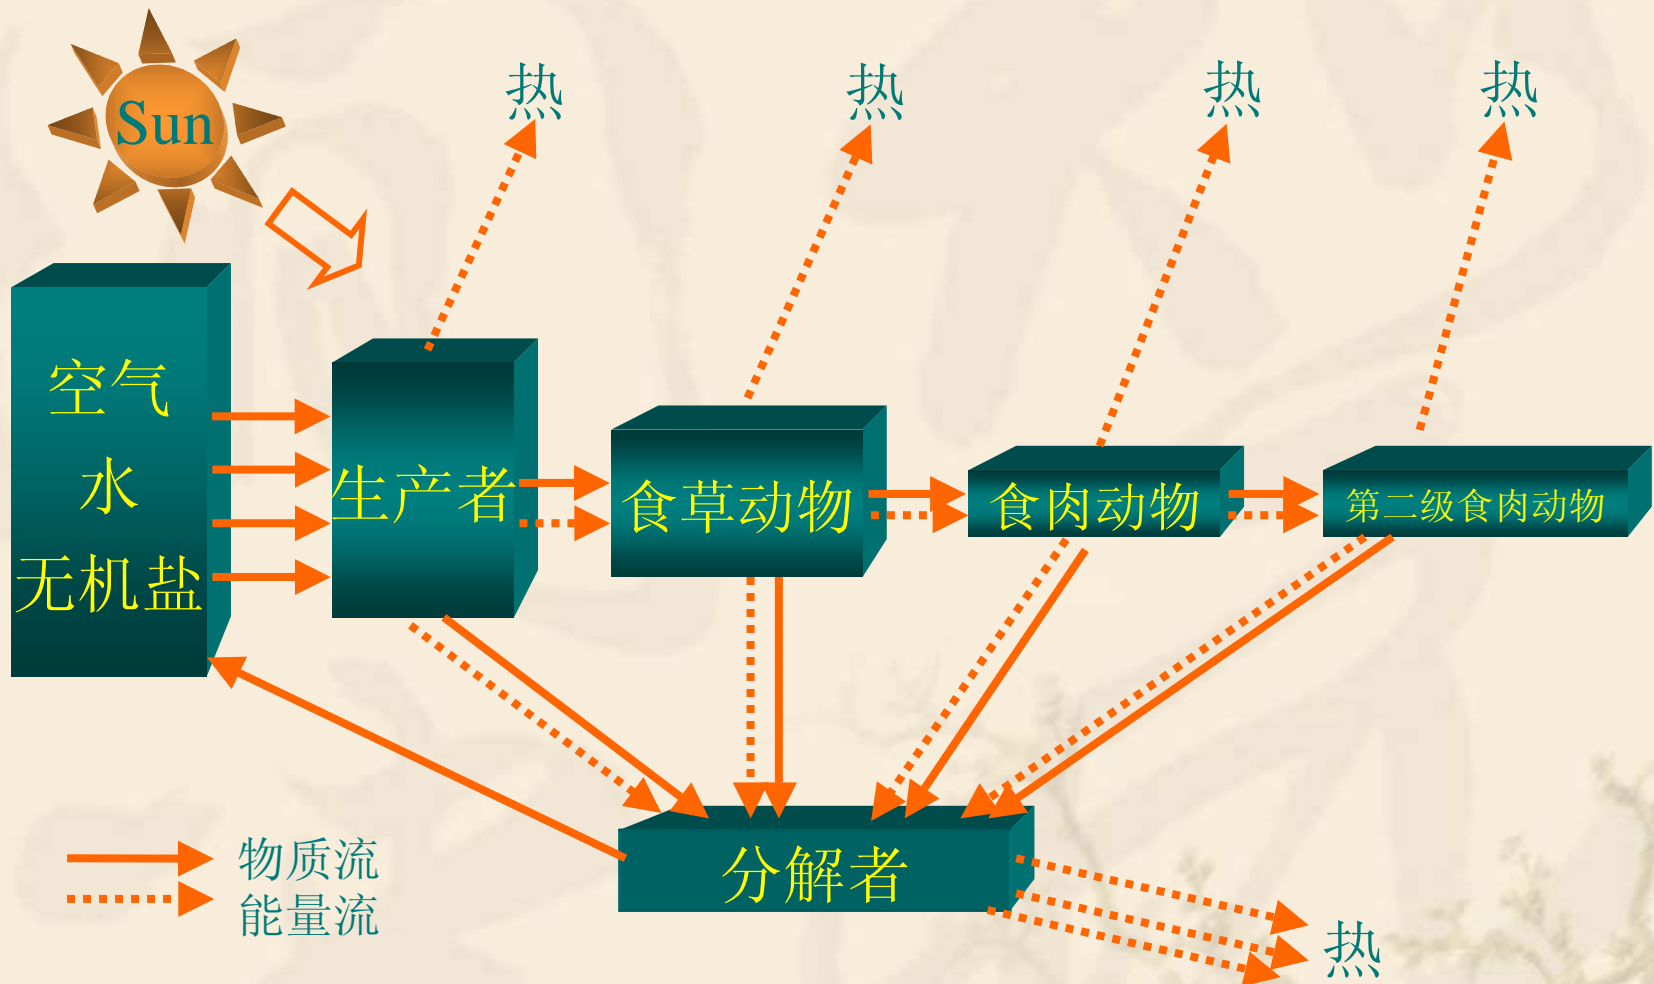 Sun
热
热
热
热
空气
水
无机盐
生产者
食草动物
食肉动物
第二级食肉动物
分解者
物质流
能量流
热